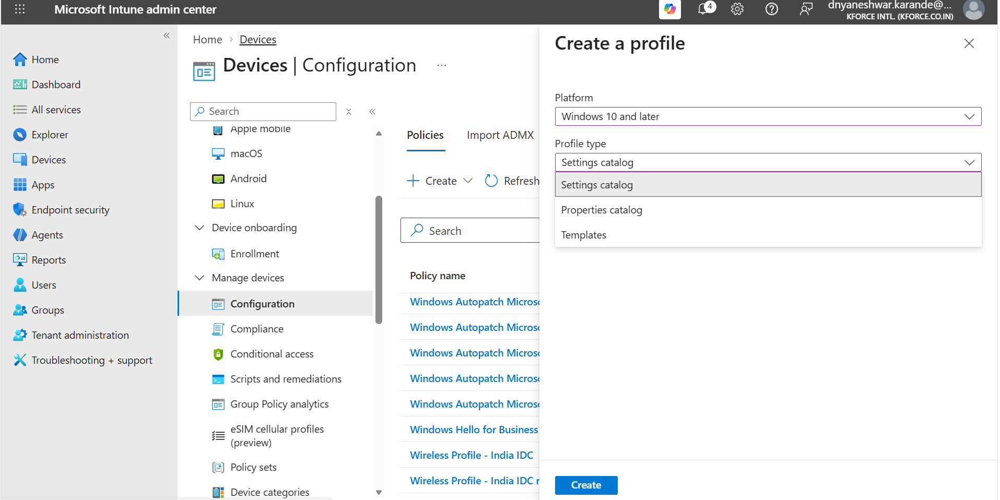 Microsoft Intune admin center
4
dnyaneshwar.karande@...
KFORCE INTL. (KFORCE.CO.IN)
Home
Dashboard
All services
Explorer
Devices
Apps
Endpoint security
Agents
Reports
Users
Groups
Tenant administration
Troubleshooting + support
Home > Devices
Devices | Configuration ...
Search
Apple mobile
macOS
Android
Linux
Device onboarding
Enrollment
Manage devices
Configuration
Compliance
Conditional access
Scripts and remediations
Group Policy analytics
eSIM cellular profiles
(preview)
Policy sets
Device categories
Policies Import ADMX
Create Refresh
Search
Policy name
Windows Autopatch Micros
Windows Autopatch Micros
Windows Autopatch Micros
Windows Autopatch Micros
Windows Autopatch Micros
Windows Hello for Business
Wireless Profile - India IDC
Wireless Profile - India IDC
Create a profile
Platform
Windows 10 and later
Profile type
Settings catalog
Settings catalog
Properties catalog
Templates
Create